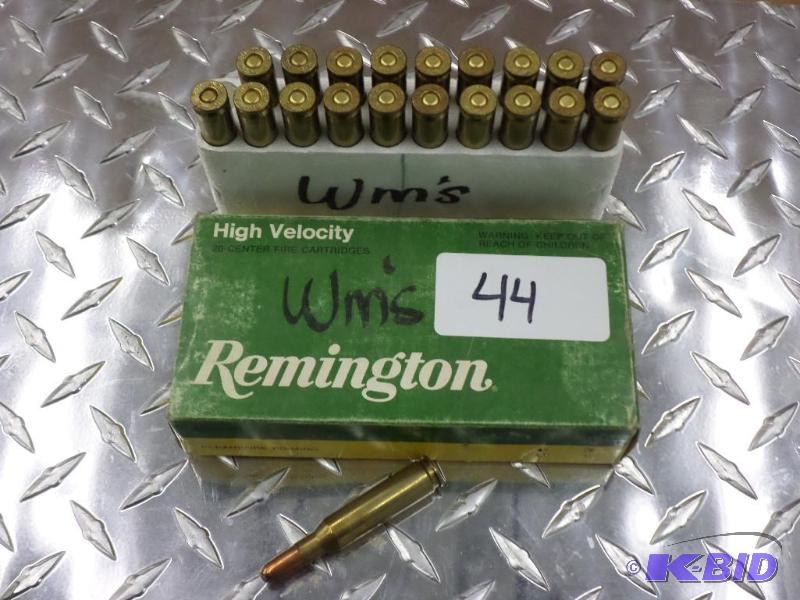 Wm's
High Velocity
20 CENTER FIRE CARTRIDGES
WARNING: KEEP OUT OF
REACH OF CHILDREN
Wm's
44
Remington
© K-BID